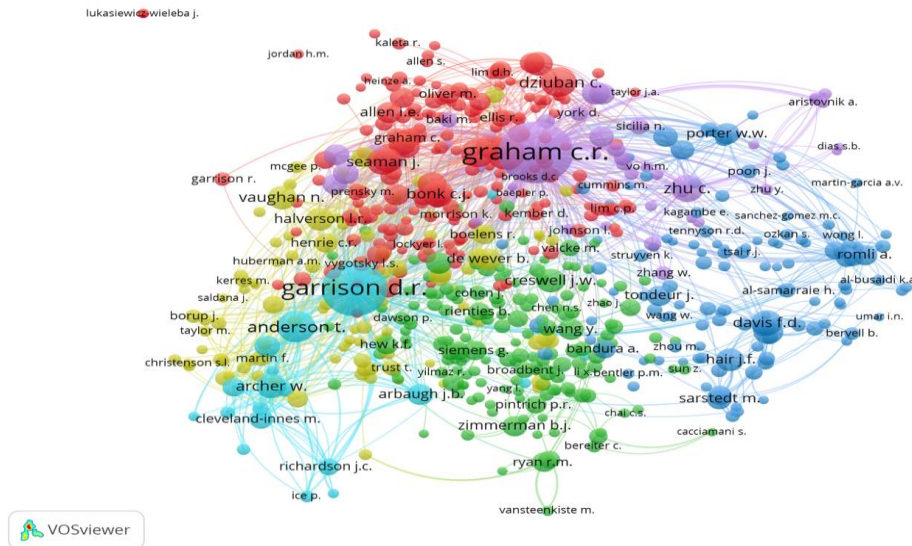 lukasiewicz-wieleba j.
kaleta r.
jordan h.m.
allen s.
heinze a.
lim d.h.
dziuban c.
oliver m.
taylor j.a.
aristovnik a.
allen i.e.
baki m.
ellis r.
york d.
graham c.
sicilia n.
porter w.w.
graham c.r.
dias s.b.
mcgee p.
seaman j.
vo h.m.
poon j.
garrison r.
brooks d.c.
prensky m.
bonk c.j.
baepler p.
cummins m.
zhu c.
zhu y.
martin-garcia a.v.
vaughan n.
halverson l.r.
morrison k.
kember d.
lim c.p.
kagambe e.
sanchez-gomez m.c.
henrie c.r.
lockyer l.
boelens r.
johnson l.
tennyson r.d.
ozkan s.
wong l.
huberman a.m.
vygotsky l.s.
de wever b.
valcke m.
struyven k.
tsai r.j.
romli a.
kerres m.
cohen j.
creswell j.w.
zhang w.
al-samarraie h.
al-busaidi k.a
saldana j.
garrison d.r.
rienties b.
chen n.s.
zhao j.
tondeur j.
borup j.
taylor m.
anderson t.
dawson p.
wang y.
wang w.
davis f.d.
umar i.n.
bervell b.
christenson s.l.
martin f.
hew k.f.
siemens g.
bandura a.
zhou m.
hair j.f.
trust t.
yilmaz r.
broadbent j.
li x.
bentler p.m.
sun z.
archer w.
arbaugh j.b.
yang l.
pintrich p.r.
sarstedt m.
cleveland-innes m.
zimmerman b.j.
chai c.s.
cacciamani s.
bereiter c.
richardson j.c.
ryan r.m.
ice p.
vansteenkiste m.
VOSviewer